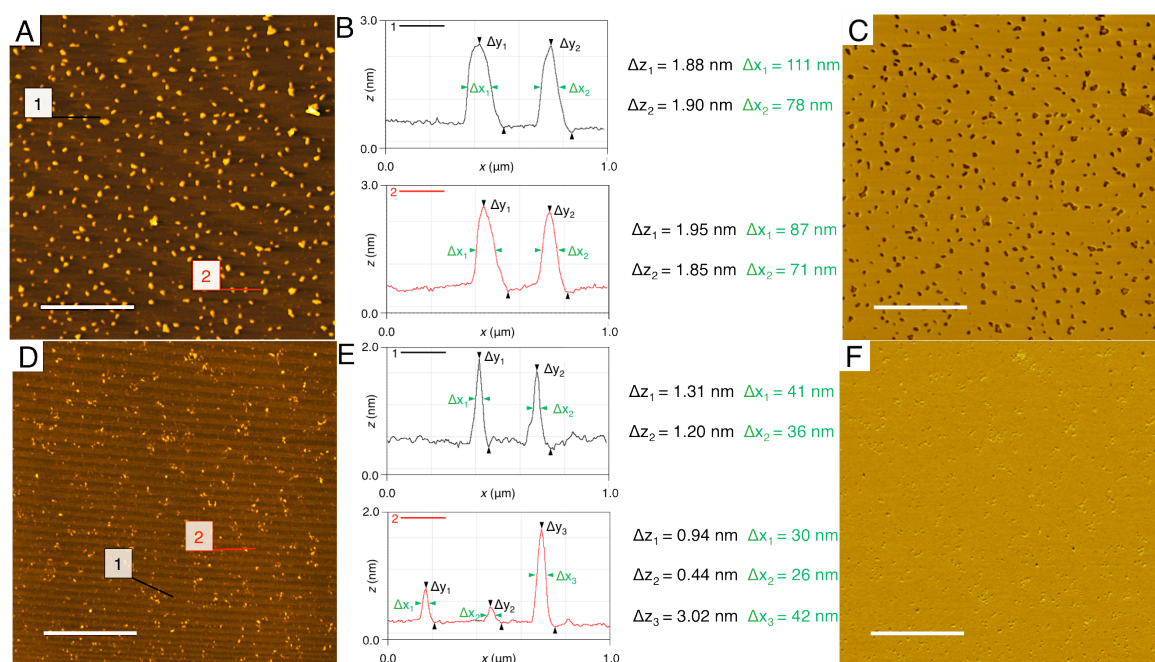 A
1
2
B
3.0
1
Δy1
Δy2
Δx1
Δx2
z (nm)
0.0
0.0
x (μm)
1.0
3.0
2
Δy1
Δy2
Δx1
Δx2
z (nm)
0.0
0.0
x (μm)
1.0
Δz1 = 1.88 nm Δx1 = 111 nm
Δz2 = 1.90 nm Δx2 = 78 nm
Δz1 = 1.95 nm Δx1 = 87 nm
Δz2 = 1.85 nm Δx2 = 71 nm
C
D
2
1
E
2.0
1
Δy1
Δy2
Δx1
Δx2
z (nm)
0.0
0.0
x (μm)
1.0
2.0
2
Δy3
Δy1
Δx3
Δx1
Δx2
Δy2
z (nm)
0.0
0.0
x (μm)
1.0
Δz1 = 1.31 nm Δx1 = 41 nm
Δz2 = 1.20 nm Δx2 = 36 nm
Δz1 = 0.94 nm Δx1 = 30 nm
Δz2 = 0.44 nm Δx2 = 26 nm
Δz3 = 3.02 nm Δx3 = 42 nm
F